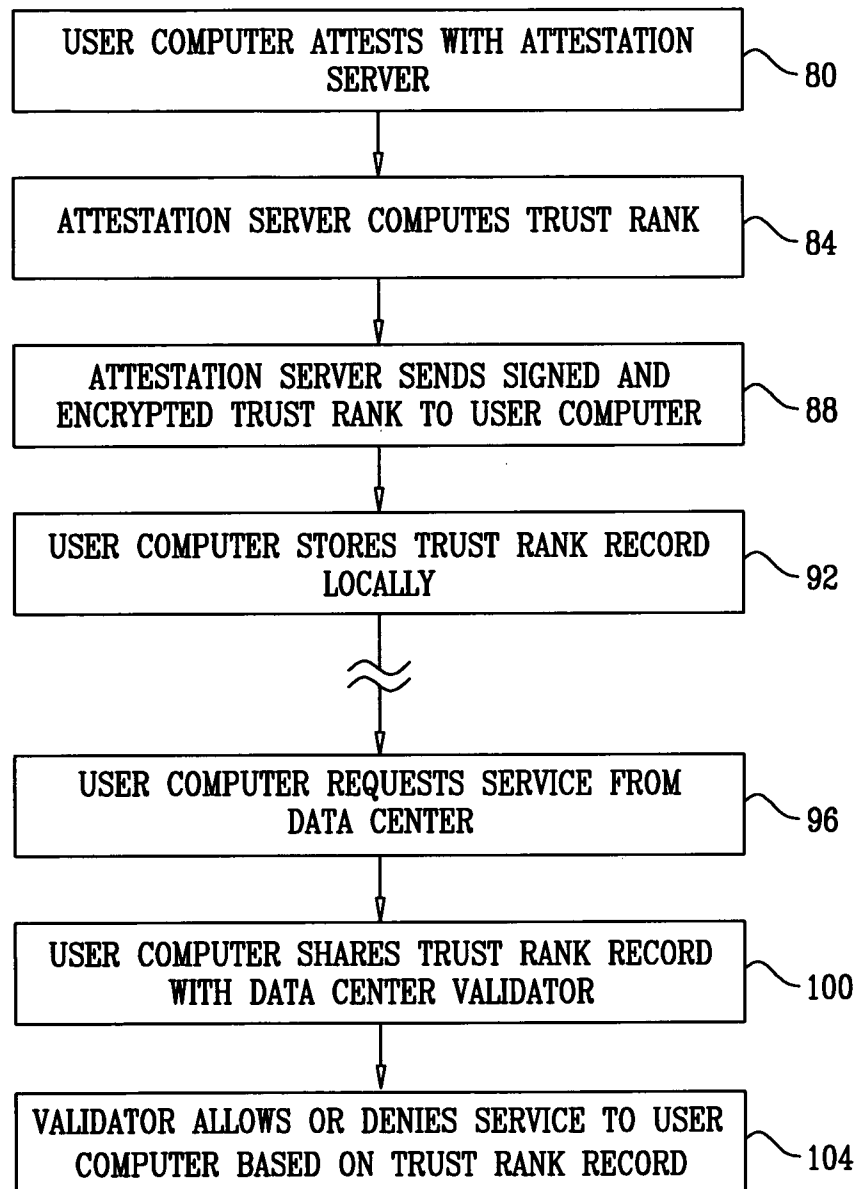 USER COMPUTER ATTESTS WITH ATTESTATION
SERVER
80
ATTESTATION SERVER COMPUTES TRUST RANK
84
ATTESTATION SERVER SENDS SIGNED AND
ENCRYPTED TRUST RANK TO USER COMPUTER
88
USER COMPUTER STORES TRUST RANK RECORD
LOCALLY
92
USER COMPUTER REQUESTS SERVICE FROM
DATA CENTER
96
USER COMPUTER SHARES TRUST RANK RECORD
WITH DATA CENTER VALIDATOR
100
VALIDATOR ALLOWS OR DENIES SERVICE TO USER
COMPUTER BASED ON TRUST RANK RECORD
104